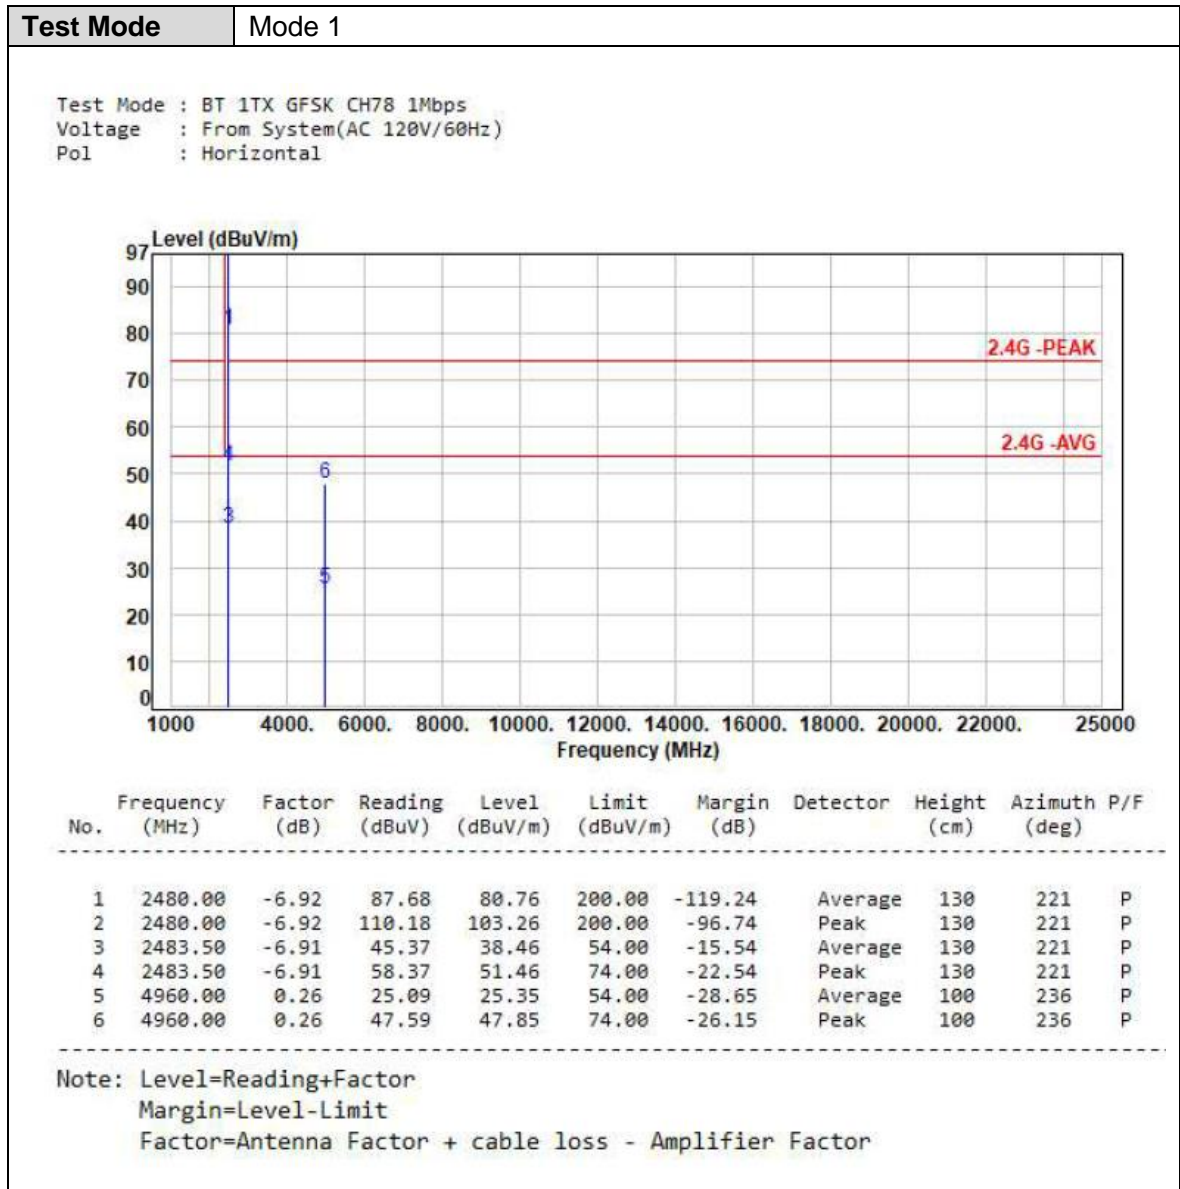 Test Mode Mode 1
Test Mode : BT 1TX GFSK CH78 1Mbps
Voltage : From System(AC 120V/60Hz)
Pol : Horizontal
Level (dBuV/m)
97
90
1
80
2.4G -PEAK
70
60
2.4G -AVG
4
50
6
40
3
30
5
20
10
0
1000 4000. 6000. 8000. 10000. 12000. 14000. 16000. 18000. 20000. 22000. 25000
Frequency (MHz)
Frequency Factor Reading Level Limit Margin Detector Height Azimuth P/F
No. (MHz) (dB) (dBuV) (dBuV/m) (dBuV/m) (dB) (cm) (deg)
1 2480.00 -6.92 87.68 80.76 200.00 -119.24 Average 130 221 P
2 2480.00 -6.92 110.18 103.26 200.00 -96.74 Peak 130 221 P
3 2483.50 -6.91 45.37 38.46 54.00 -15.54 Average 130 221 P
4 2483.50 -6.91 58.37 51.46 74.00 -22.54 Peak 130 221 P
5 4960.00 0.26 25.09 25.35 54.00 -28.65 Average 100 236 P
6 4960.00 0.26 47.59 47.85 74.00 -26.15 Peak 100 236 P
Note: Level=Reading+Factor
Margin=Level-Limit
Factor=Antenna Factor + cable loss - Amplifier Factor